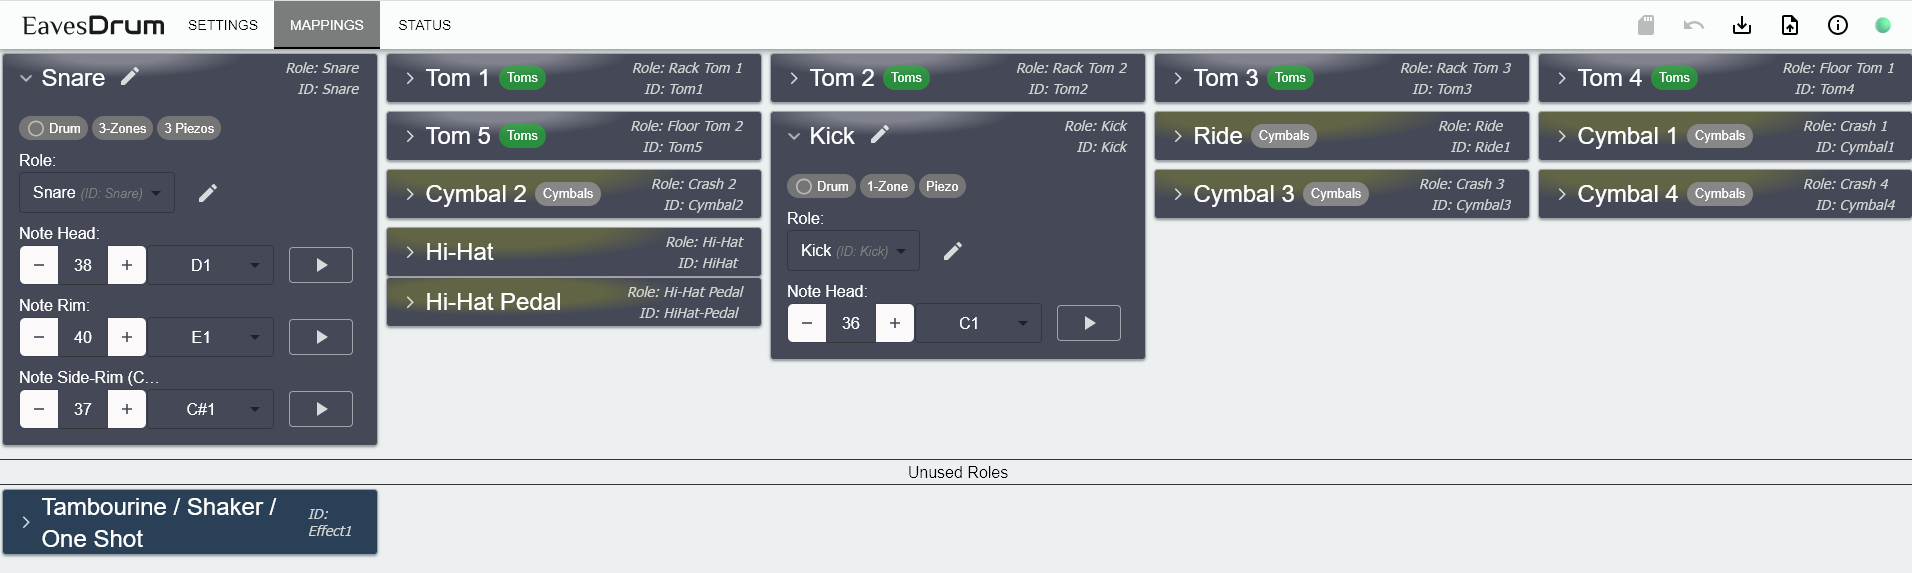 EavesDrum SETTINGS MAPPINGS STATUS
Snare
Role: Snare
ID: Snare
Drum 3-Zones 3 Piezos
Role:
Snare (ID: Snare)
Note Head:
− 38 + D1
Note Rim:
− 40 + E1
Note Side-Rim (C...
− 37 + C#1
Tom 1 Toms
Role: Rack Tom 1
ID: Tom1
Tom 2 Toms
Role: Rack Tom 2
ID: Tom2
Tom 3 Toms
Role: Rack Tom 3
ID: Tom3
Tom 4 Toms
Role: Floor Tom 1
ID: Tom4
Tom 5 Toms
Role: Floor Tom 2
ID: Tom5
Kick
Role: Kick
ID: Kick
Drum 1-Zone Piezo
Role:
Kick (ID: Kick)
Note Head:
− 36 + C1
Ride Cymbals
Role: Ride
ID: Ride1
Cymbal 1 Cymbals
Role: Crash 1
ID: Cymbal1
Cymbal 2 Cymbals
Role: Crash 2
ID: Cymbal2
Cymbal 3 Cymbals
Role: Crash 3
ID: Cymbal3
Cymbal 4 Cymbals
Role: Crash 4
ID: Cymbal4
Hi-Hat
Role: Hi-Hat
ID: HiHat
Hi-Hat Pedal
Role: Hi-Hat Pedal
ID: HiHat-Pedal
Unused Roles
Tambourine / Shaker /
One Shot
ID:
Effect1